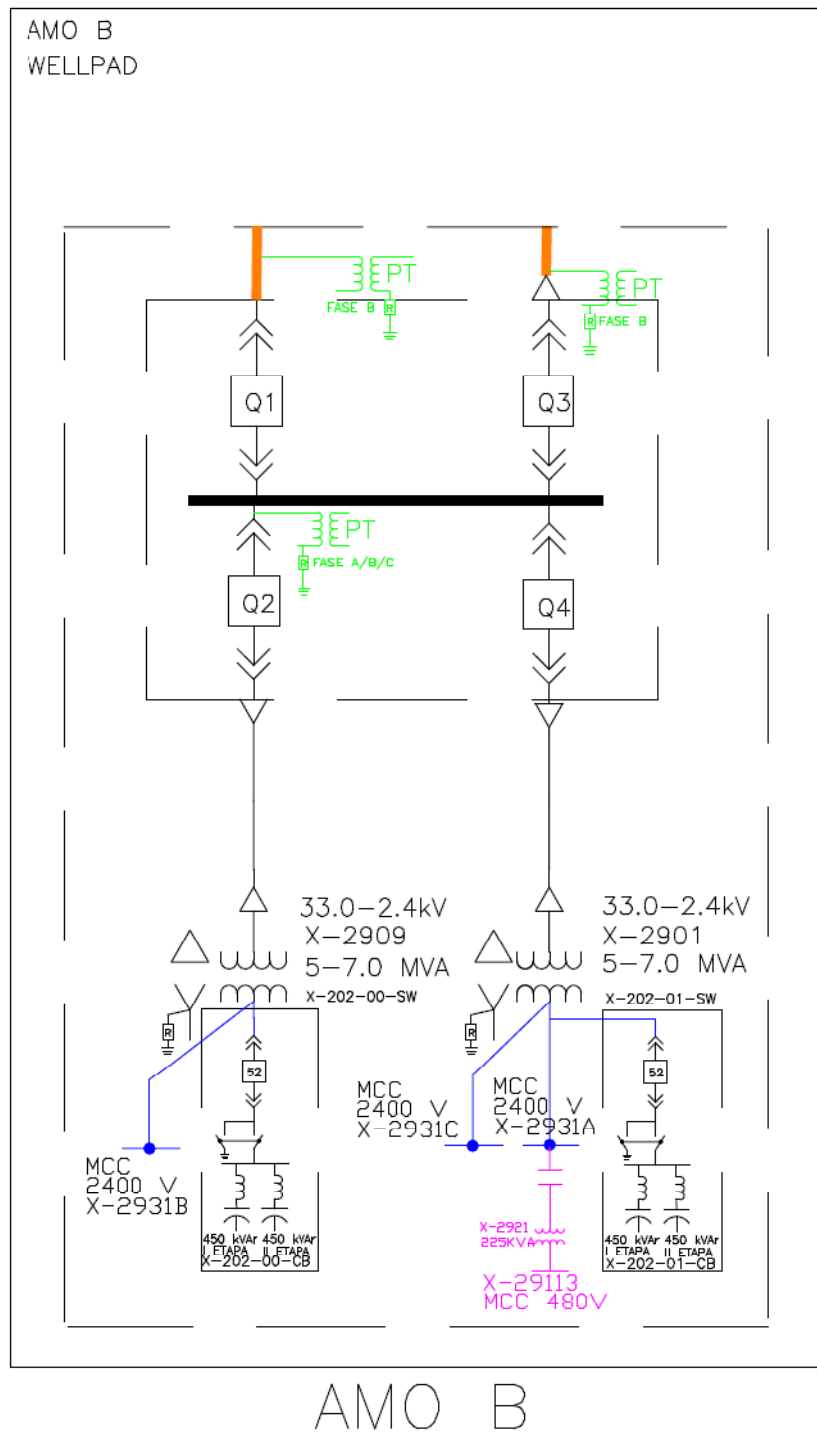 AMO B
WELLPAD
PT
FASE B
R
PT
R
FASE B
Q1
Q3
PT
R
FASE A/B/C
Q2
Q4
33.0-2.4kV
X-2909
5-7.0 MVA
X-202-00-SW
33.0-2.4kV
X-2901
5-7.0 MVA
X-202-01-SW
R
R
52
52
MCC
2400 V
X-2931C
MCC
2400 V
X-2931A
MCC
2400 V
X-2931B
450 kVAr
I ETAPA
450 kVAr
II ETAPA
X-202-00-CB
X-2921
225KVA
X-29113
MCC 480V
450 kVAr
I ETAPA
450 kVAr
II ETAPA
X-202-01-CB
AMO B